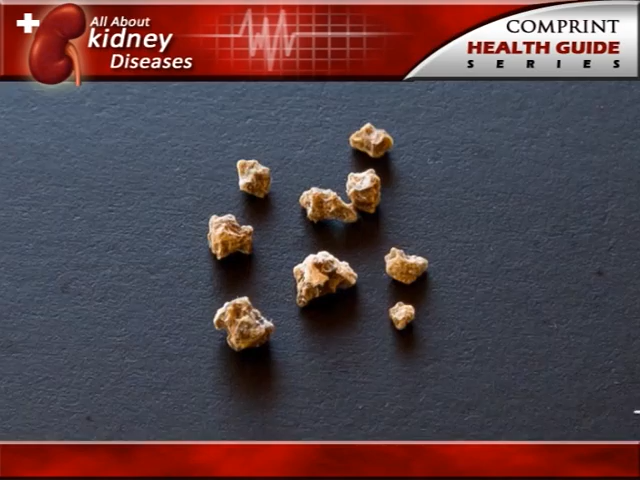 All About
kidney
Diseases
COMPRINT
HEALTH GUIDE
SERIES